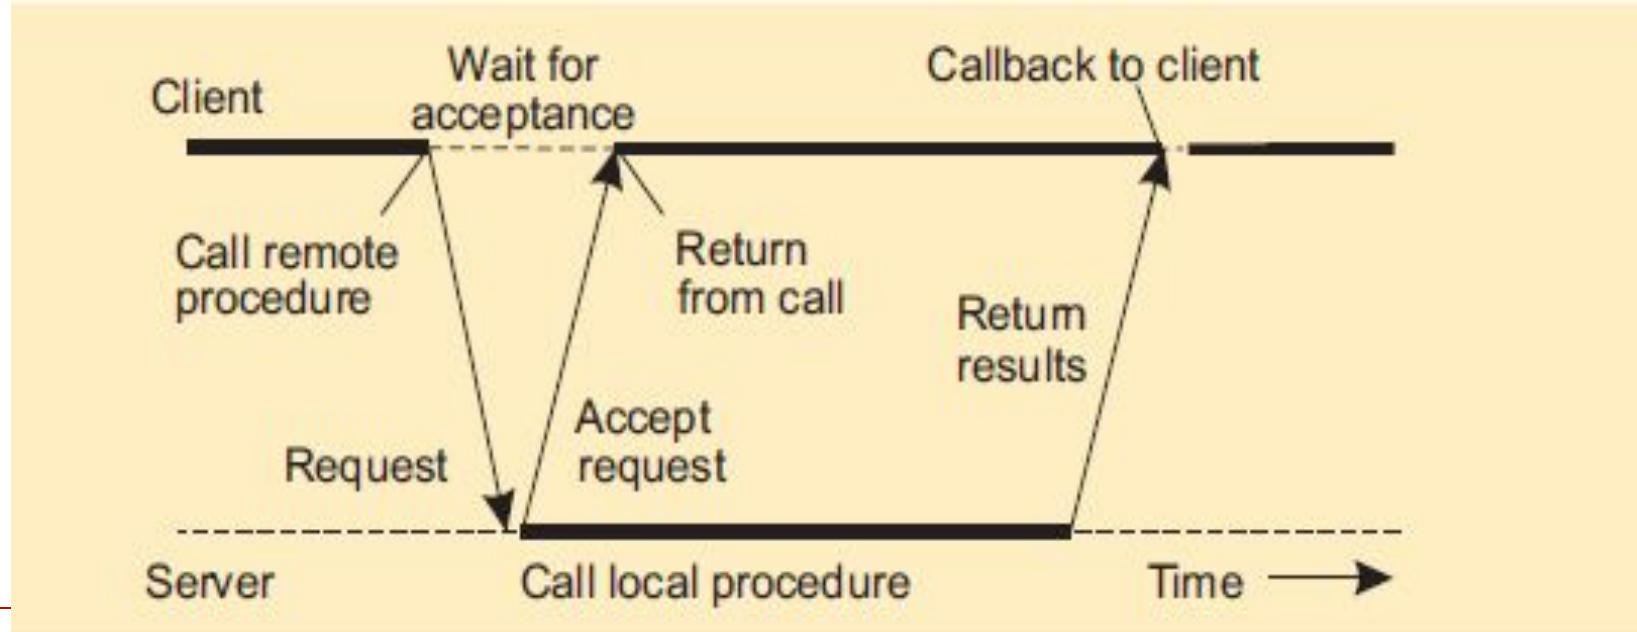 Wait for
acceptance
Callback to client
Client
Call remote
procedure
Return
from call
Return
results
Accept
request
Request
Server
Call local procedure
Time